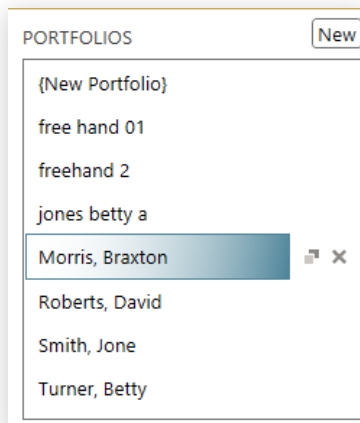 PORTFOLIOS New
{New Portfolio}
free hand 01
freehand 2
jones betty a
Morris, Braxton
Roberts, David
Smith, Jone
Turner, Betty